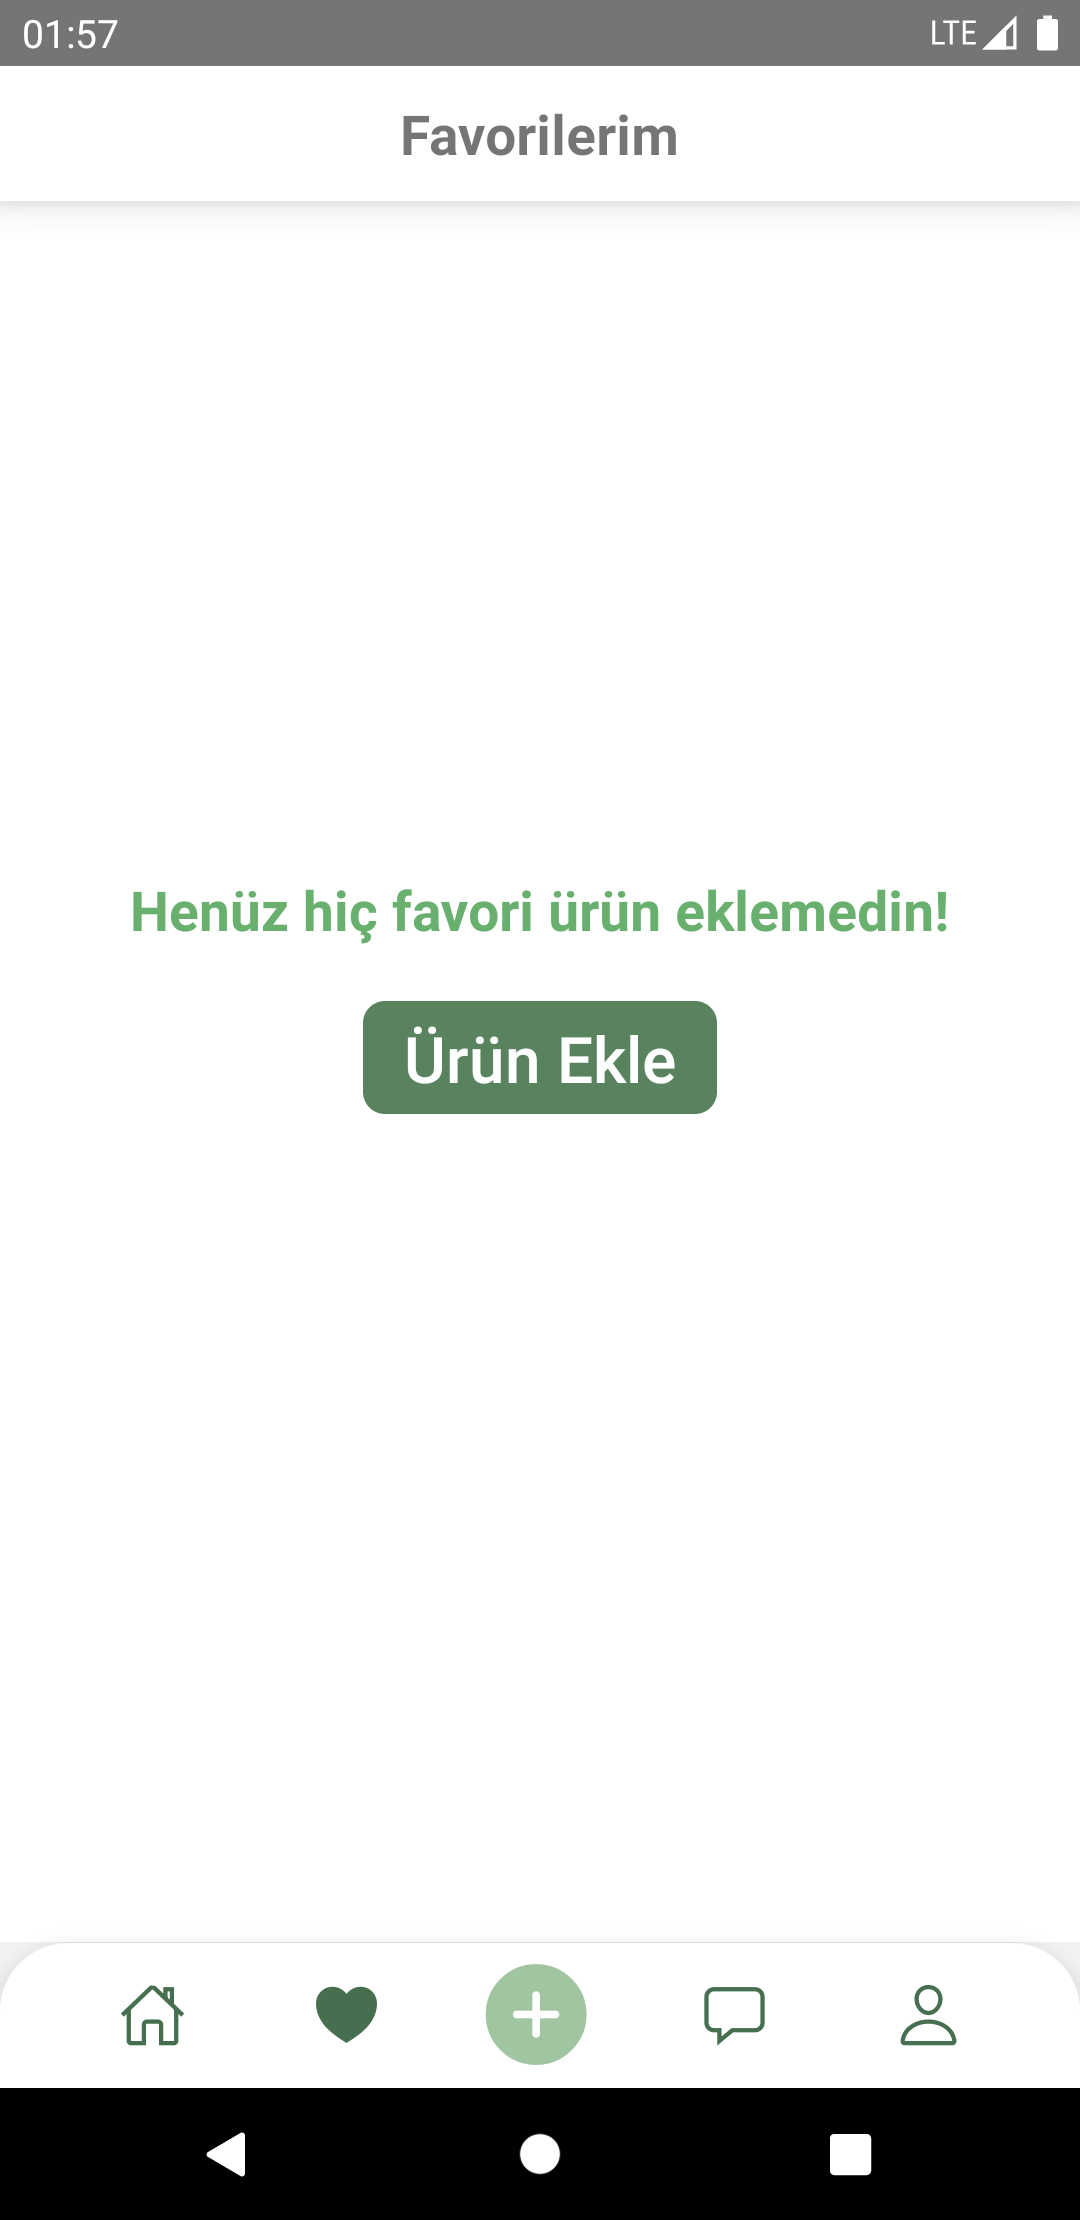 01:57
LTE
Favorilerim
Henüz hiç favori ürün eklemedin!
Ürün Ekle